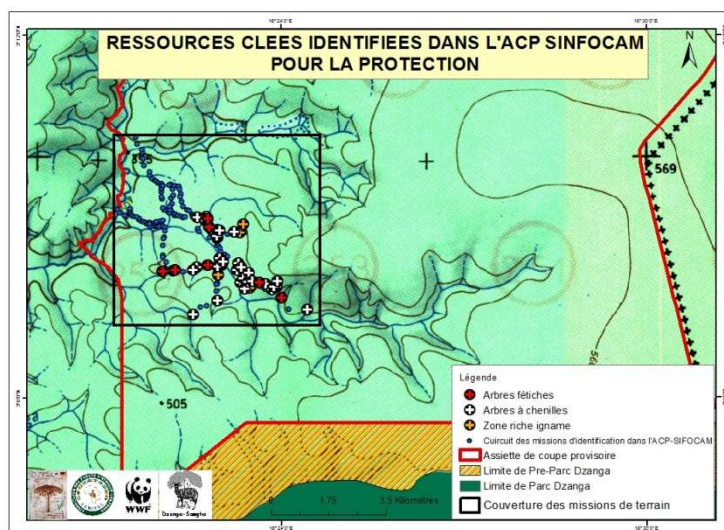 RESSOURCES CLEES IDENTIFIEES DANS L'ACP SINFOCAM
POUR LA PROTECTION
N
569
505
Légende
Arbres fétiches
Arbres à chenilles
Zone riche igname
Cuircuit des missions d'identification dans l'ACP-SIFOCAM
Assiette de coupe provisoire
Limite de Pre-Parc Dzanga
Limite de Parc Dzanga
Couverture des missions de terrain
0 1,75 3,5 Kilomètres
WWF
Dzanga-Sangha